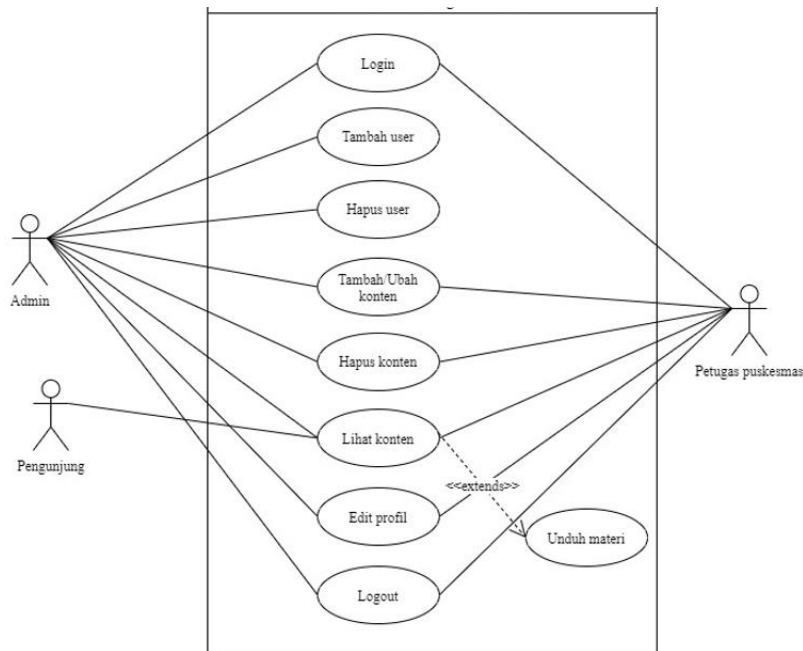 Login
Tambah user
Hapus user
Tambah/Ubah
konten
Admin
Petugas puskesmas
Hapus konten
Lihat konten
Pengunjung
<<extends>>
Edit profil
Unduh materi
Logout